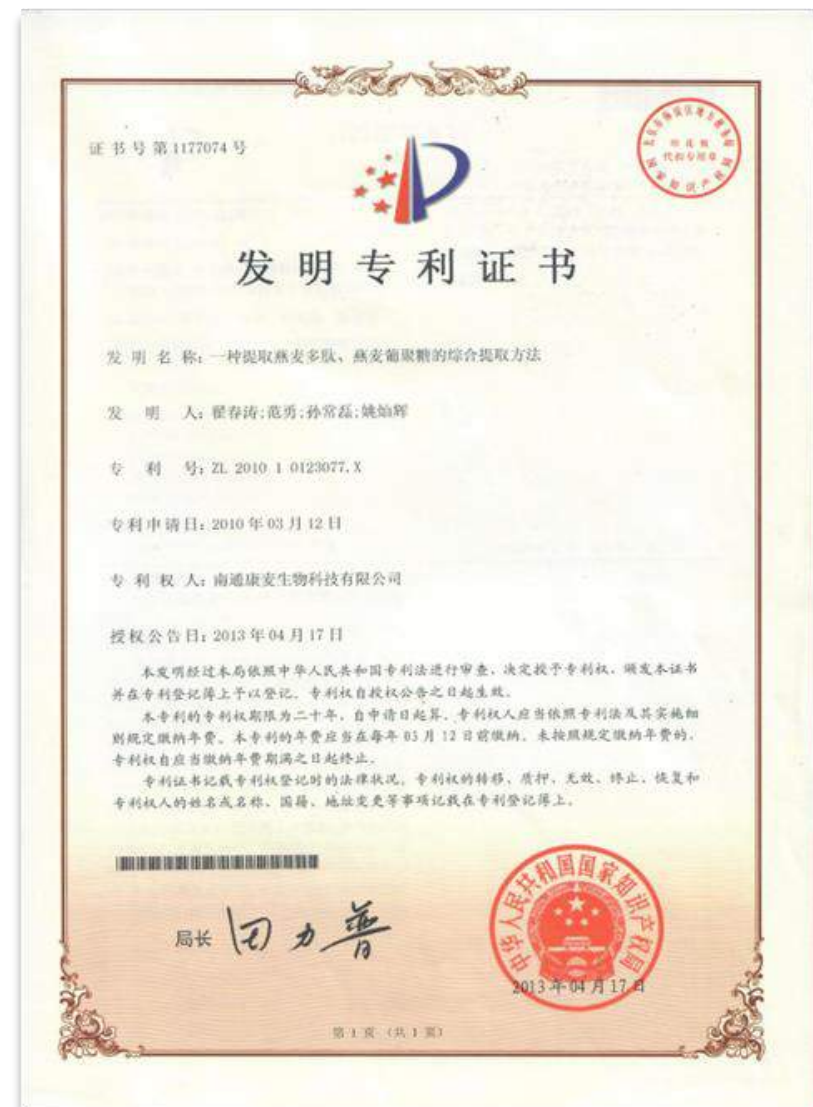 证书号第1177074号
印花税
代扣专用章
国家知识产权局
发明专利证书
发明名称：一种提取燕麦多肽、燕麦葡聚糖的综合提取方法
发明人：翟春涛;范勇;孙常磊;姚灿辉
专利号：ZL 2010 1 0123077.X
专利申请日：2010年03月12日
专利权人：南通康麦生物科技有限公司
授权公告日：2013年04月17日
本发明经过本局依照中华人民共和国专利法进行审查，决定授予专利权，颁发本证书
并在专利登记簿上予以登记。专利权自授权公告之日起生效。
本专利的专利权期限为二十年，自申请日起算。专利权人应当依照专利法及其实施细
则规定缴纳年费。本专利的年费应当在每年03月12日前缴纳。未按照规定缴纳年费的，
专利权自应当缴纳年费期满之日起终止。
专利证书记载专利权登记时的法律状况。专利权的转移、质押、无效、终止、恢复和
专利权人的姓名或名称、国籍、地址变更等事项记载在专利登记簿上。
局长 田力普
中华人民共和国国家知识产权局
2013年04月17日
第1页（共1页）